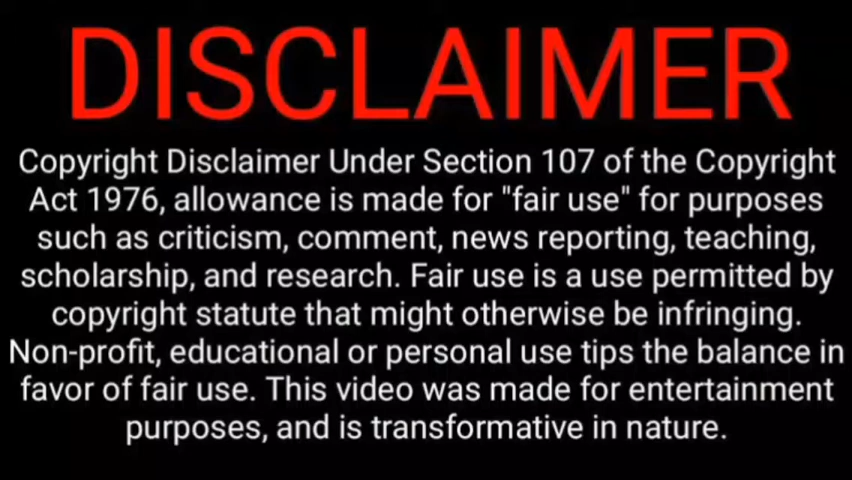 DISCLAIMER
Copyright Disclaimer Under Section 107 of the Copyright
Act 1976, allowance is made for "fair use" for purposes
such as criticism, comment, news reporting, teaching,
scholarship, and research. Fair use is a use permitted by
copyright statute that might otherwise be infringing.
Non-profit, educational or personal use tips the balance in
favor of fair use. This video was made for entertainment
purposes, and is transformative in nature.